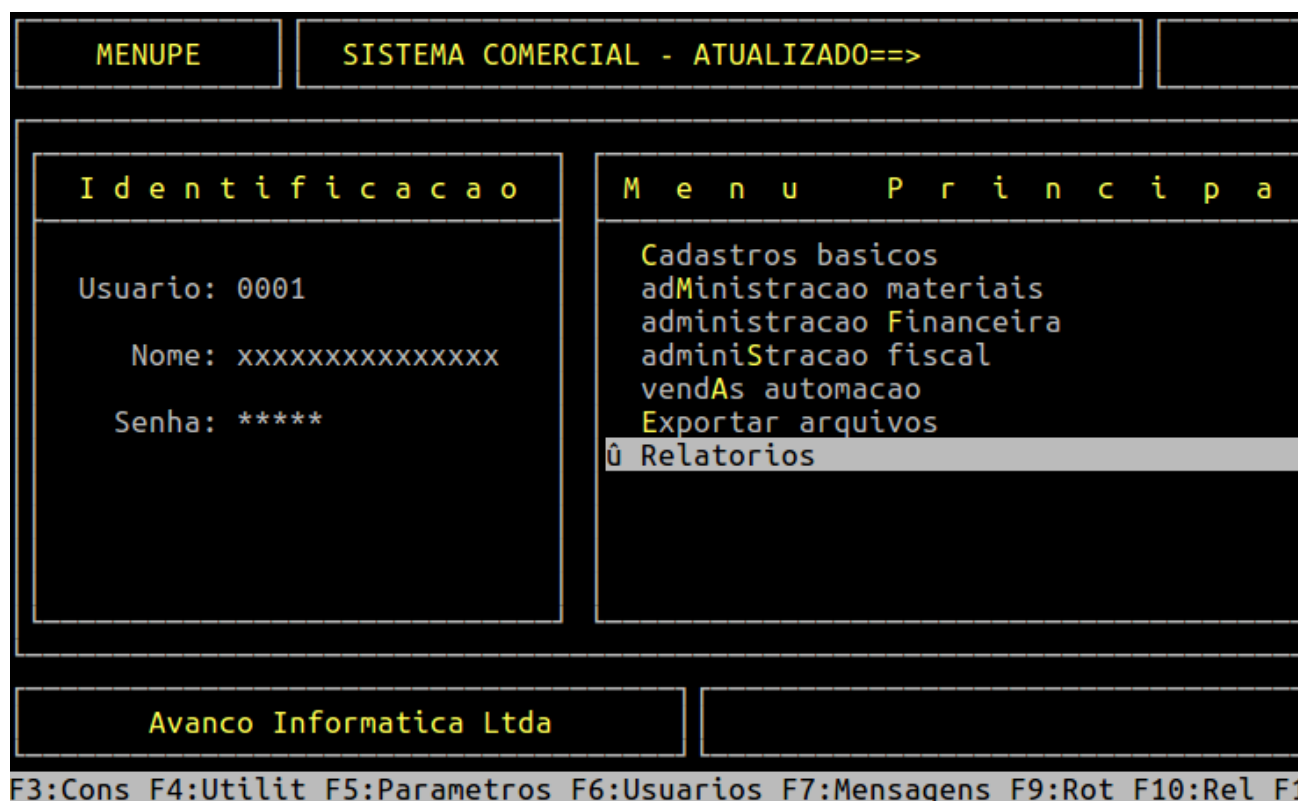 MENUPE
SISTEMA COMERCIAL - ATUALIZADO==>
I d e n t i f i c a c a o
Usuario: 0001
Nome: xxxxxxxxxxxxxxx
Senha: *****
M e n u P r i n c i p a
Cadastros basicos
adMinistracao materiais
administracao Financeira
adminiStracao fiscal
vendAs automacao
Exportar arquivos
û Relatorios
Avanco Informatica Ltda
F3:Cons F4:Utilit F5:Parametros F6:Usuarios F7:Mensagens F9:Rot F10:Rel F1